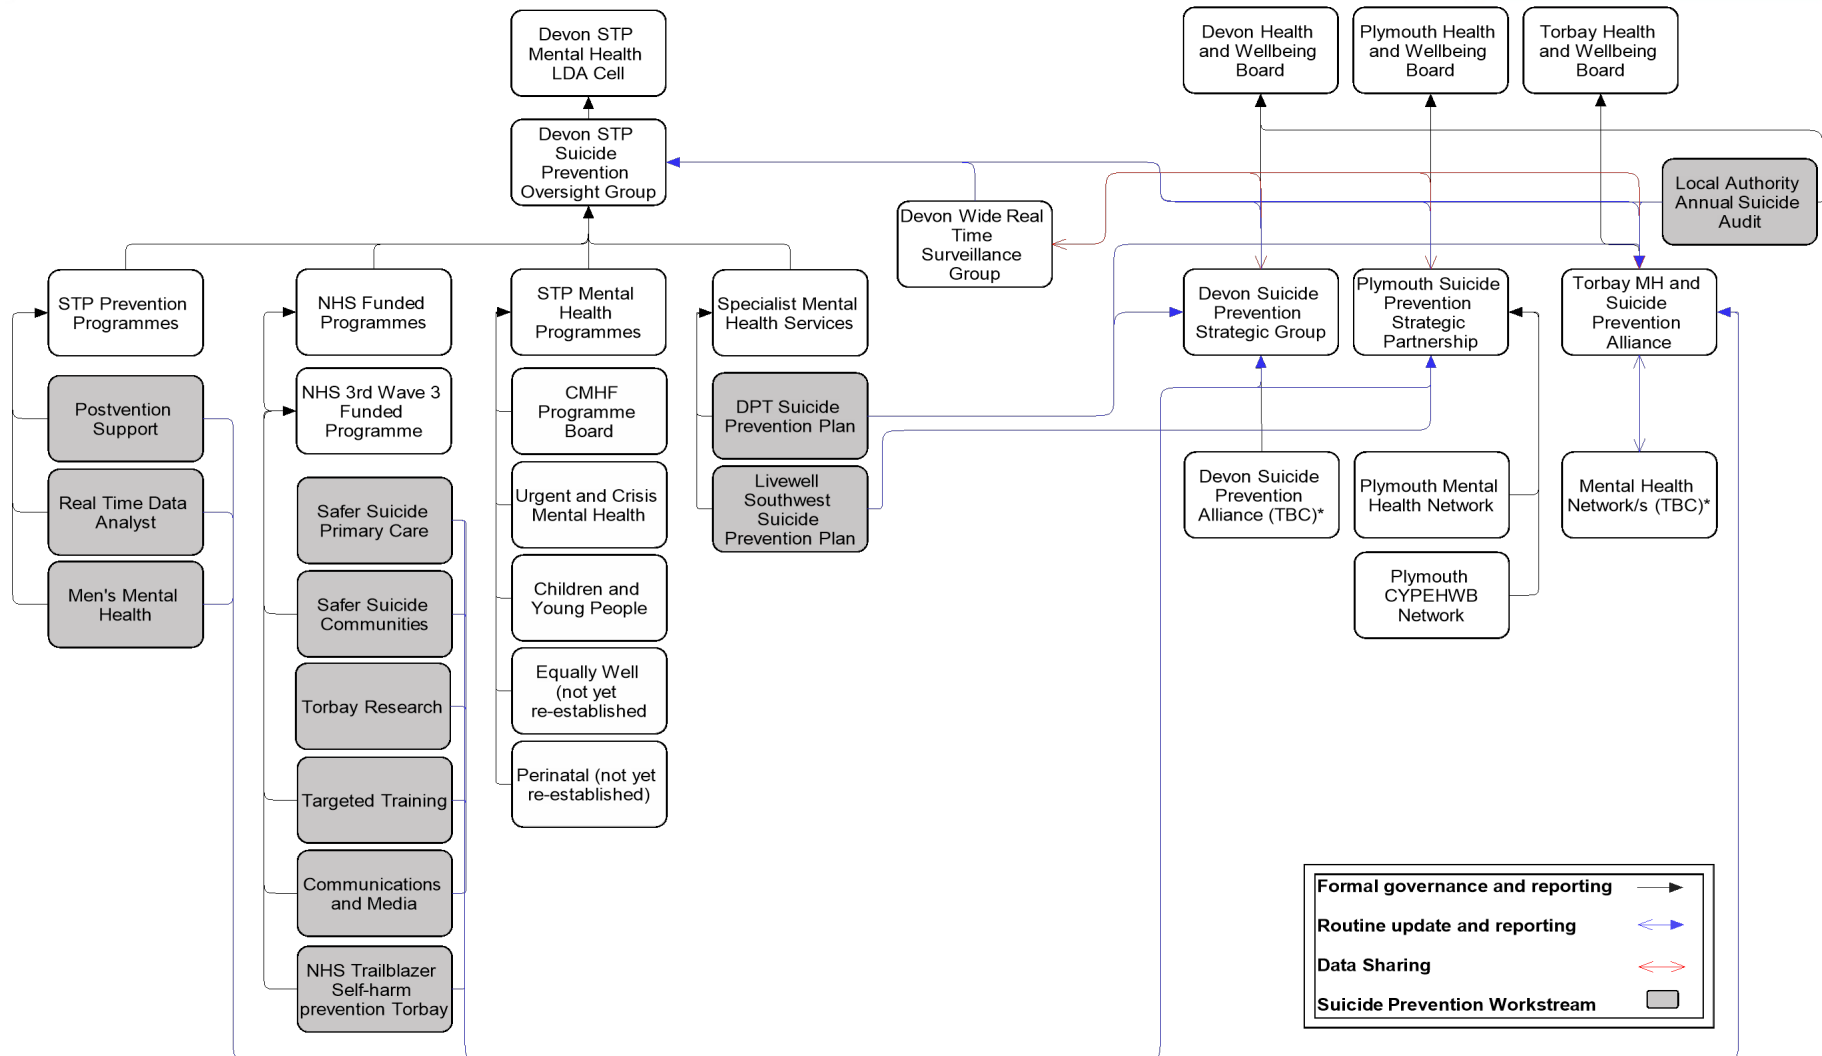 Devon STP
Mental Health
LDA Cell
Devon Health
and Wellbeing
Board
Plymouth Health
and Wellbeing
Board
Torbay Health
and Wellbeing
Board
Devon STP
Suicide
Prevention
Oversight Group
Local Authority
Annual Suicide
Audit
Devon Wide Real
Time
Surveillance
Group
STP Prevention
Programmes
NHS Funded
Programmes
STP Mental
Health
Programmes
Specialist Mental
Health Services
Devon Suicide
Prevention
Strategic Group
Plymouth Suicide
Prevention
Strategic
Partnership
Torbay MH and
Suicide
Prevention
Alliance
Postvention
Support
NHS 3rd Wave 3
Funded
Programme
CMHF
Programme
Board
DPT Suicide
Prevention Plan
Real Time Data
Analyst
Safer Suicide
Primary Care
Urgent and Crisis
Mental Health
Livewell
Southwest
Suicide
Prevention Plan
Devon Suicide
Prevention
Alliance (TBC)*
Plymouth Mental
Health Network
Mental Health
Network/s (TBC)*
Men's Mental
Health
Safer Suicide
Communities
Children and
Young People
Plymouth
CYPEHWB
Network
Torbay Research
Equally Well
(not yet
re-established
Targeted Training
Perinatal (not yet
re-established)
Communications
and Media
NHS Trailblazer
Self-harm
prevention Torbay
Formal governance and reporting
Routine update and reporting
Data Sharing
Suicide Prevention Workstream